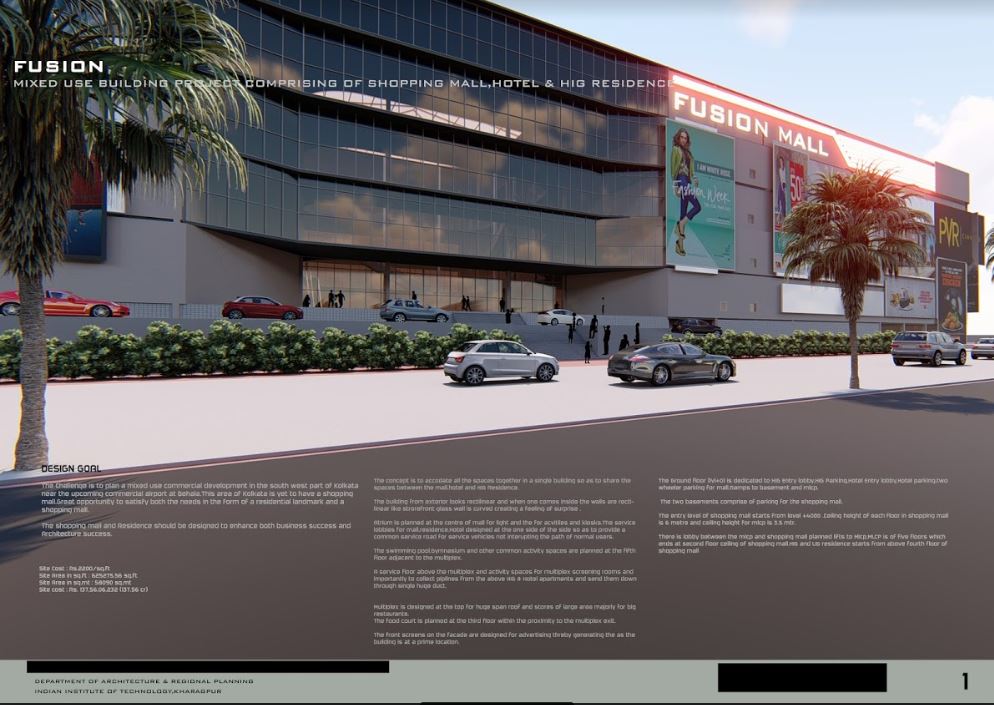 FUSION
MIXED USE BUILDING PROJECT COMPRISING OF SHOPPING MALL,HOTEL & HIG RESIDENCE
FUSION MALL
I AM WHITE ROSE
Fashion Week
50
PVR
DESIGN GOAL
The Challenge is to plan a mixed use commercial development in the south west part of Kolkata
near the upcoming commercial airport at behala.This area of Kolkata is yet to have a shopping
mall.Great opportunity to satisfy both the needs in the form of a residential landmark and a
shopping mall.
The shopping mall and Residence should be designed to enhance both business success and
Architecture success.
Site Cost : Rs.2200/sq.ft
Site Area in sq.ft : 625275.56 sq.ft
Site Area in sq.mt : 58090 sq.mt
Site cost : Rs. 137,56,06,232 (137.56 cr)
The concept is to accodate all the spaces together in a single building so as to share the
spaces between the mall,hotel and HIG Residence.
The building from exterior looks rectilinear and when one comes inside the walls are recti-
linear like storefront glass wall is curved creating a feeling of surprise .
Atrium is planned at the centre of mall for light and the for acvtiies and kiosks.The service
lobbies for mall,residence,Hotel designed at the one side of the side so as to provide a
common service road for service vehicles not interupting the path of normal users.
The swimming pool,Gymnasium and other common activity spaces are planned at the fifth
floor adjacent to the multiplex.
A service floor above the multiplex and activity spaces for multiplex screening rooms and
importantly to collect piplines from the above HIG & Hotel apartments and send them down
through single huge duct.
Multiplex is designed at the top for huge span roof and stores of large area majorly for big
restaurants.
The food court is planned at the third floor within the proximity to the multiplex exit.
The front screens on the facade are designed for advertising threby generating the as the
building is at a prime location.
The Ground floor (lvl+0) is dedicated to HIG Entry lobby,HIG Parking,Hotel entry lobby,Hotel parking,two
wheeler parking for mall,Ramps to basement and mlcp.
The two basements comprise of parking for the shopping mall.
The entry level of shopping mall starts From level +4000 .Ceiling height of each floor in shopping mall
is 6 metre and ceiling height for mlcp is 3.6 mtr.
There is lobby between the mlcp and shopping mall planned lifts to MlCp,MLCP is of five floors which
ends at second floor ceiling of shopping mall.HIG and LIG residence starts from above fourth floor of
shopping mall
DEPARTMENT OF ARCHITECTURE & REGIONAL PLANNING
INDIAN INSTITUTE OF TECHNOLOGY,KHARAGPUR
1